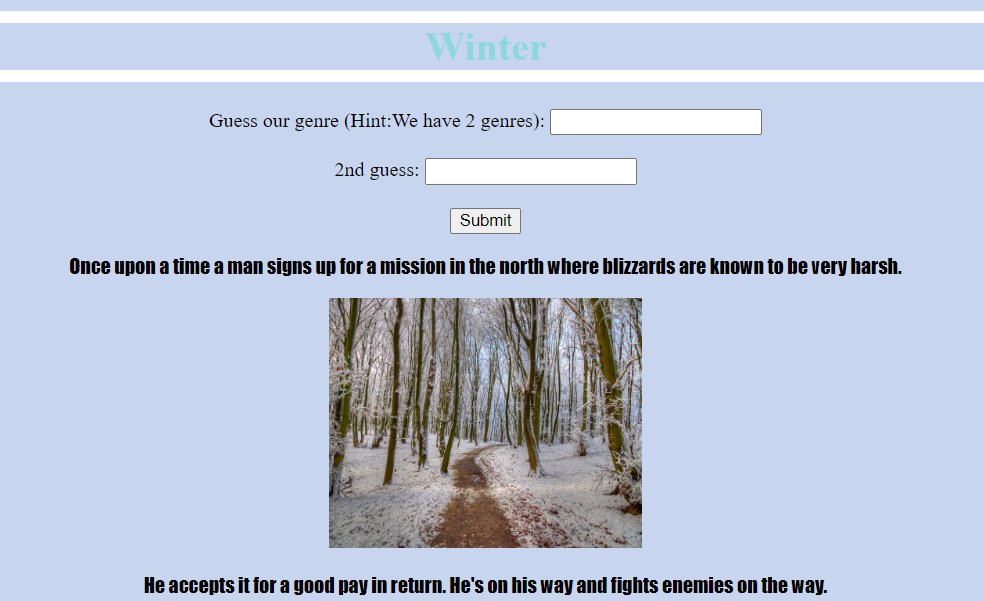 Winter
Guess our genre (Hint:We have 2 genres):
2nd guess:
Submit
Once upon a time a man signs up for a mission in the north where blizzards are known to be very harsh.
He accepts it for a good pay in return. He's on his way and fights enemies on the way.